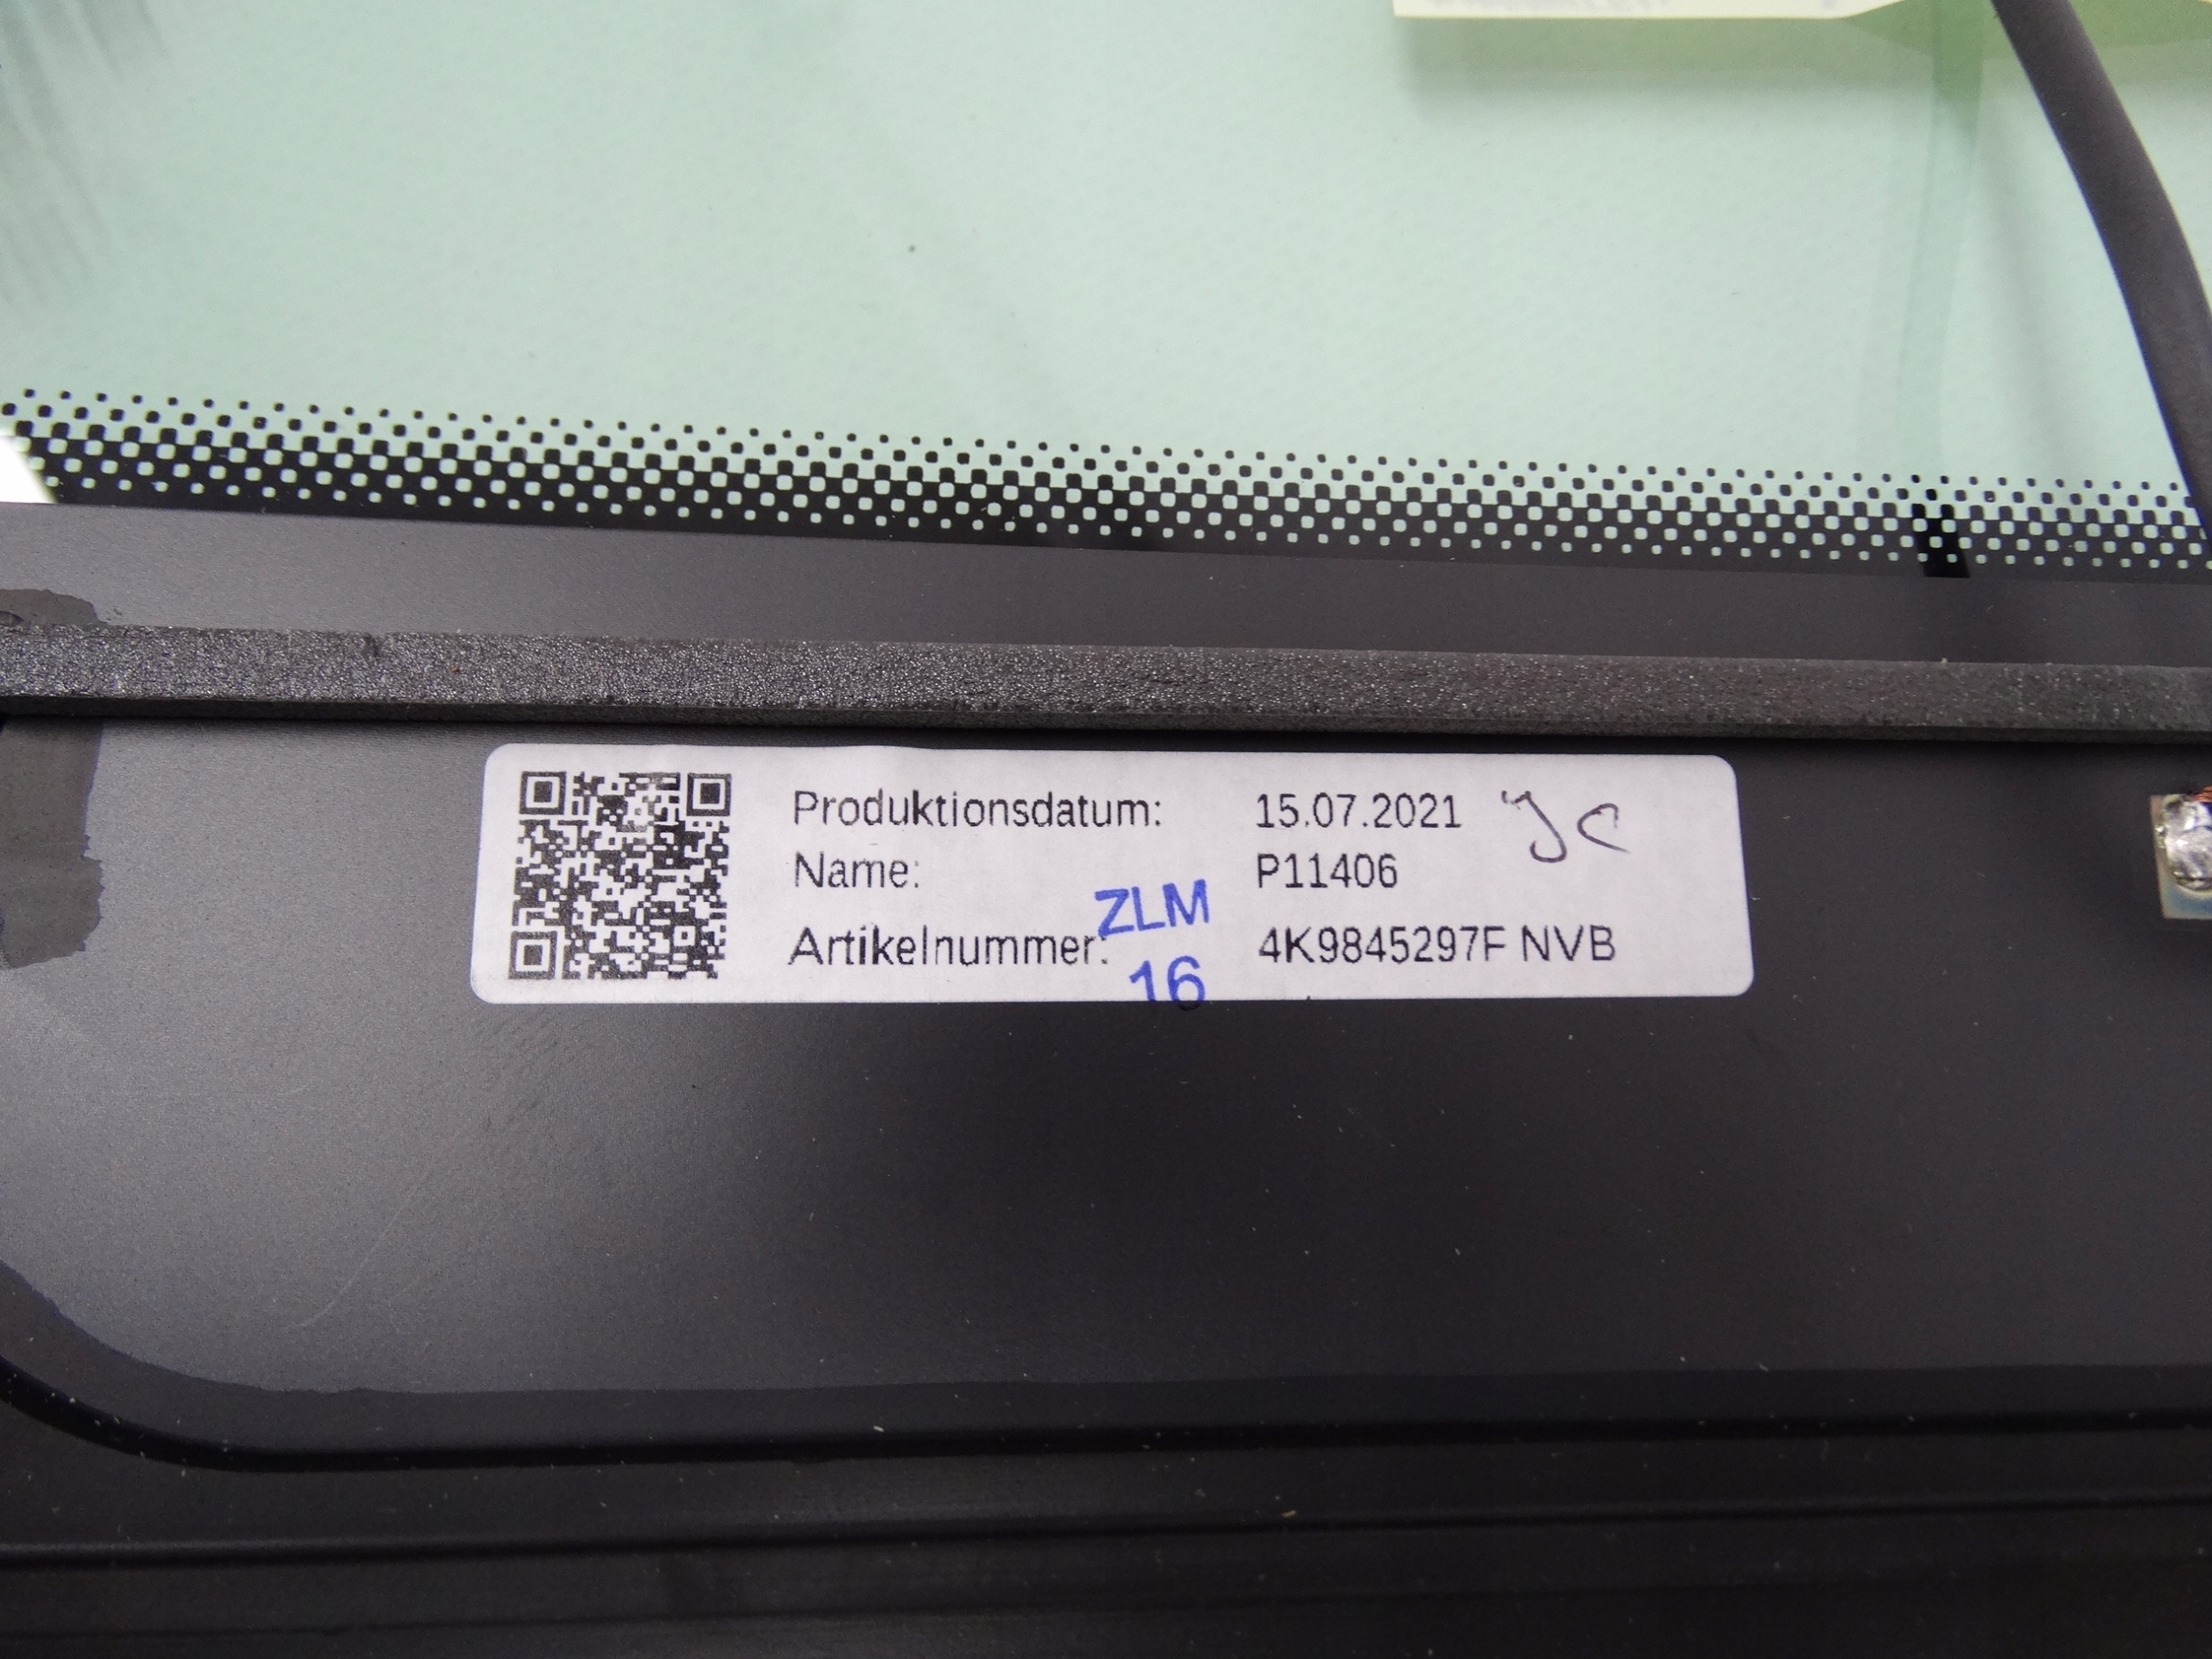 Produktionsdatum: 15.07.2021
Name: P11406
ZLM
Artikelnummer: 4K9845297F NVB
16